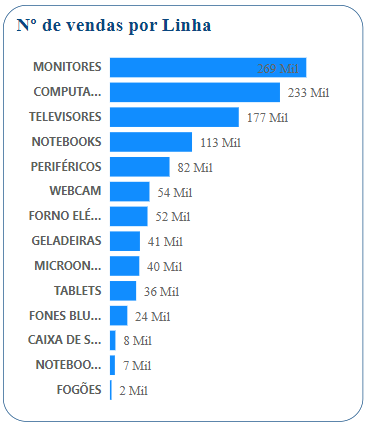 Nº de vendas por Linha
MONITORES 269 Mil
COMPUTA... 233 Mil
TELEVISORES 177 Mil
NOTEBOOKS 113 Mil
PERIFÉRICOS 82 Mil
WEBCAM 54 Mil
FORNO ELÉ... 52 Mil
GELADEIRAS 41 Mil
MICROON... 40 Mil
TABLETS 36 Mil
FONES BLU... 24 Mil
CAIXA DE S... 8 Mil
NOTEBOO... 7 Mil
FOGÕES 2 Mil